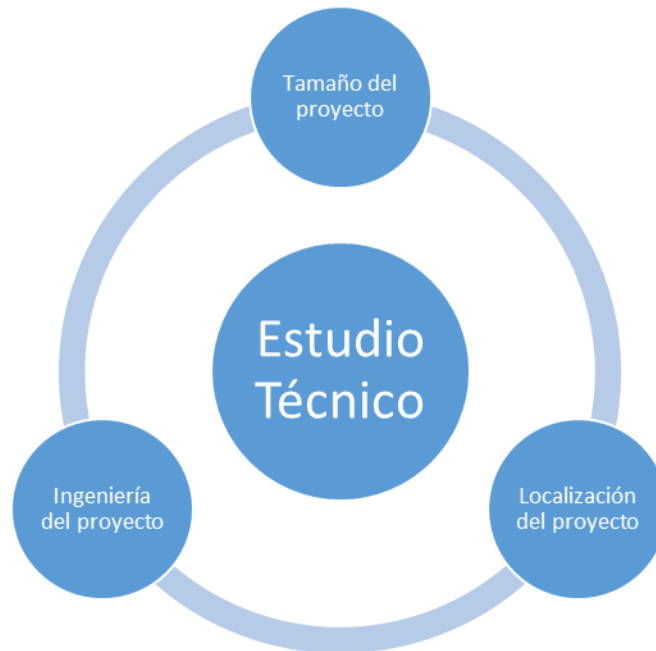 Tamaño del
proyecto
Estudio
Técnico
Ingeniería
del proyecto
Localización
del proyecto